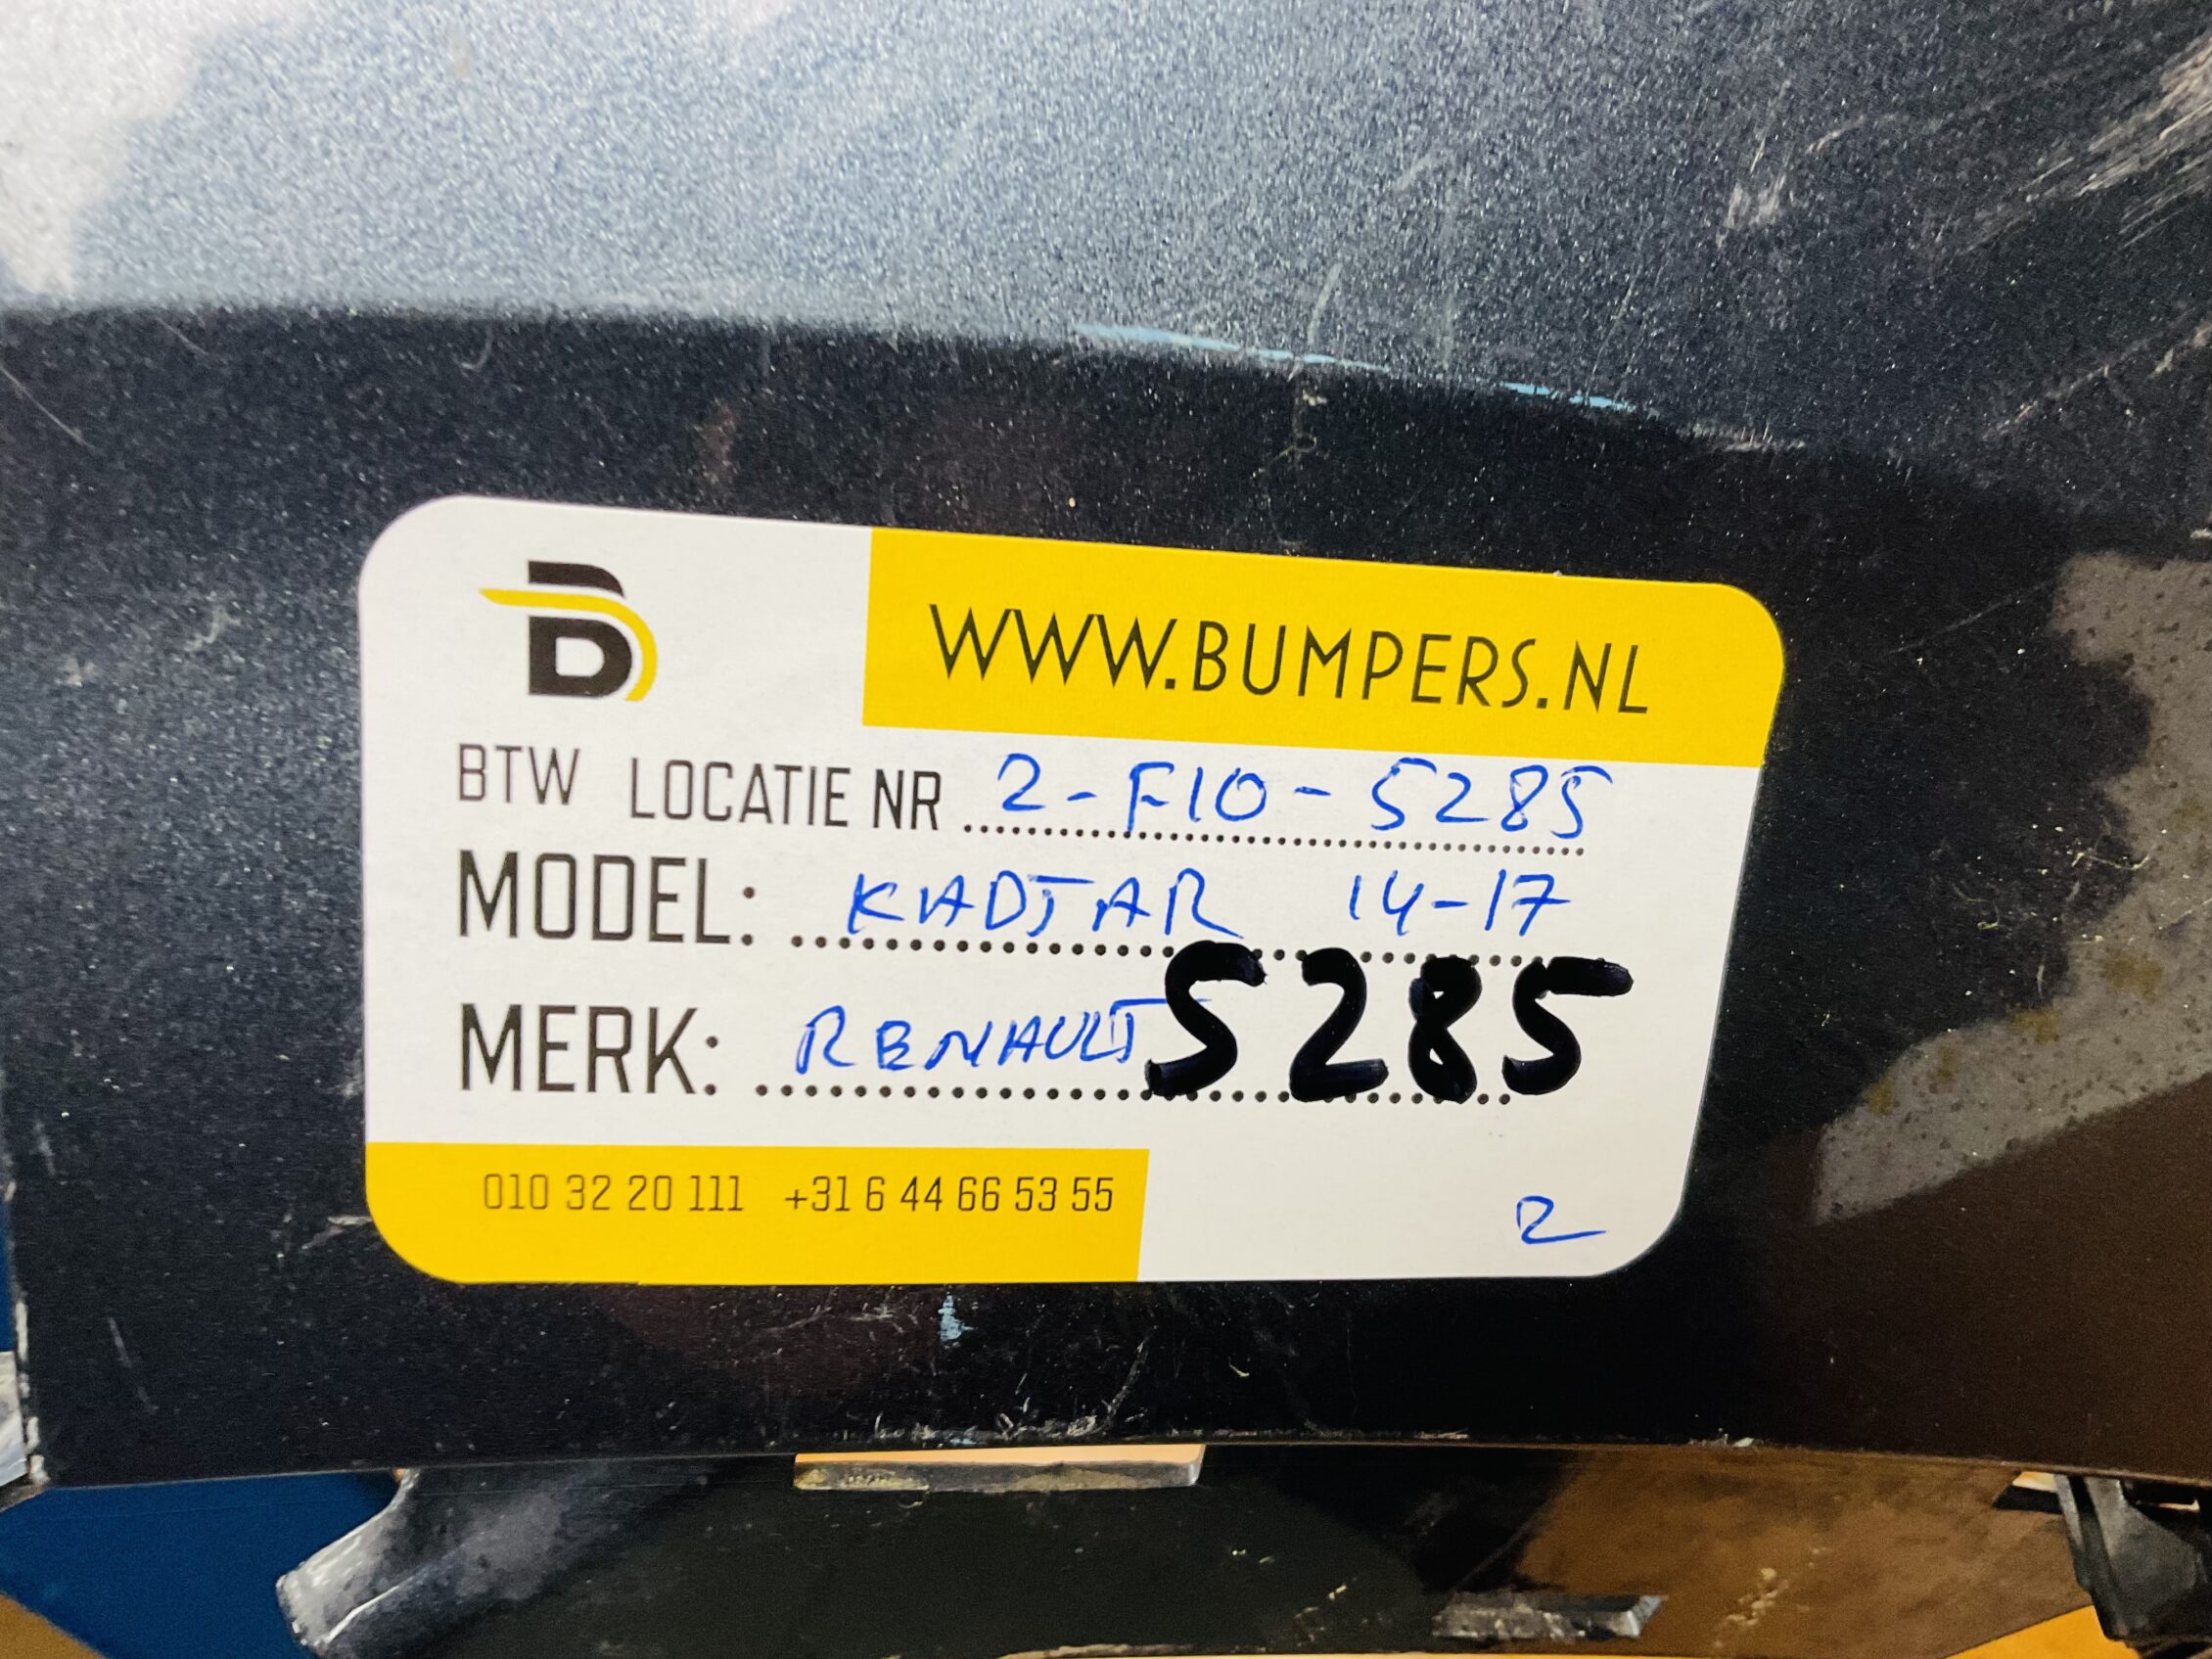 B
WWW.BUMPERS.NL
BTW LOCATIE NR 2-F10-5285
MODEL: KADJAR 14-17
MERK: RENAULT 5285
010 32 20 111 +31 6 44 66 53 55
2